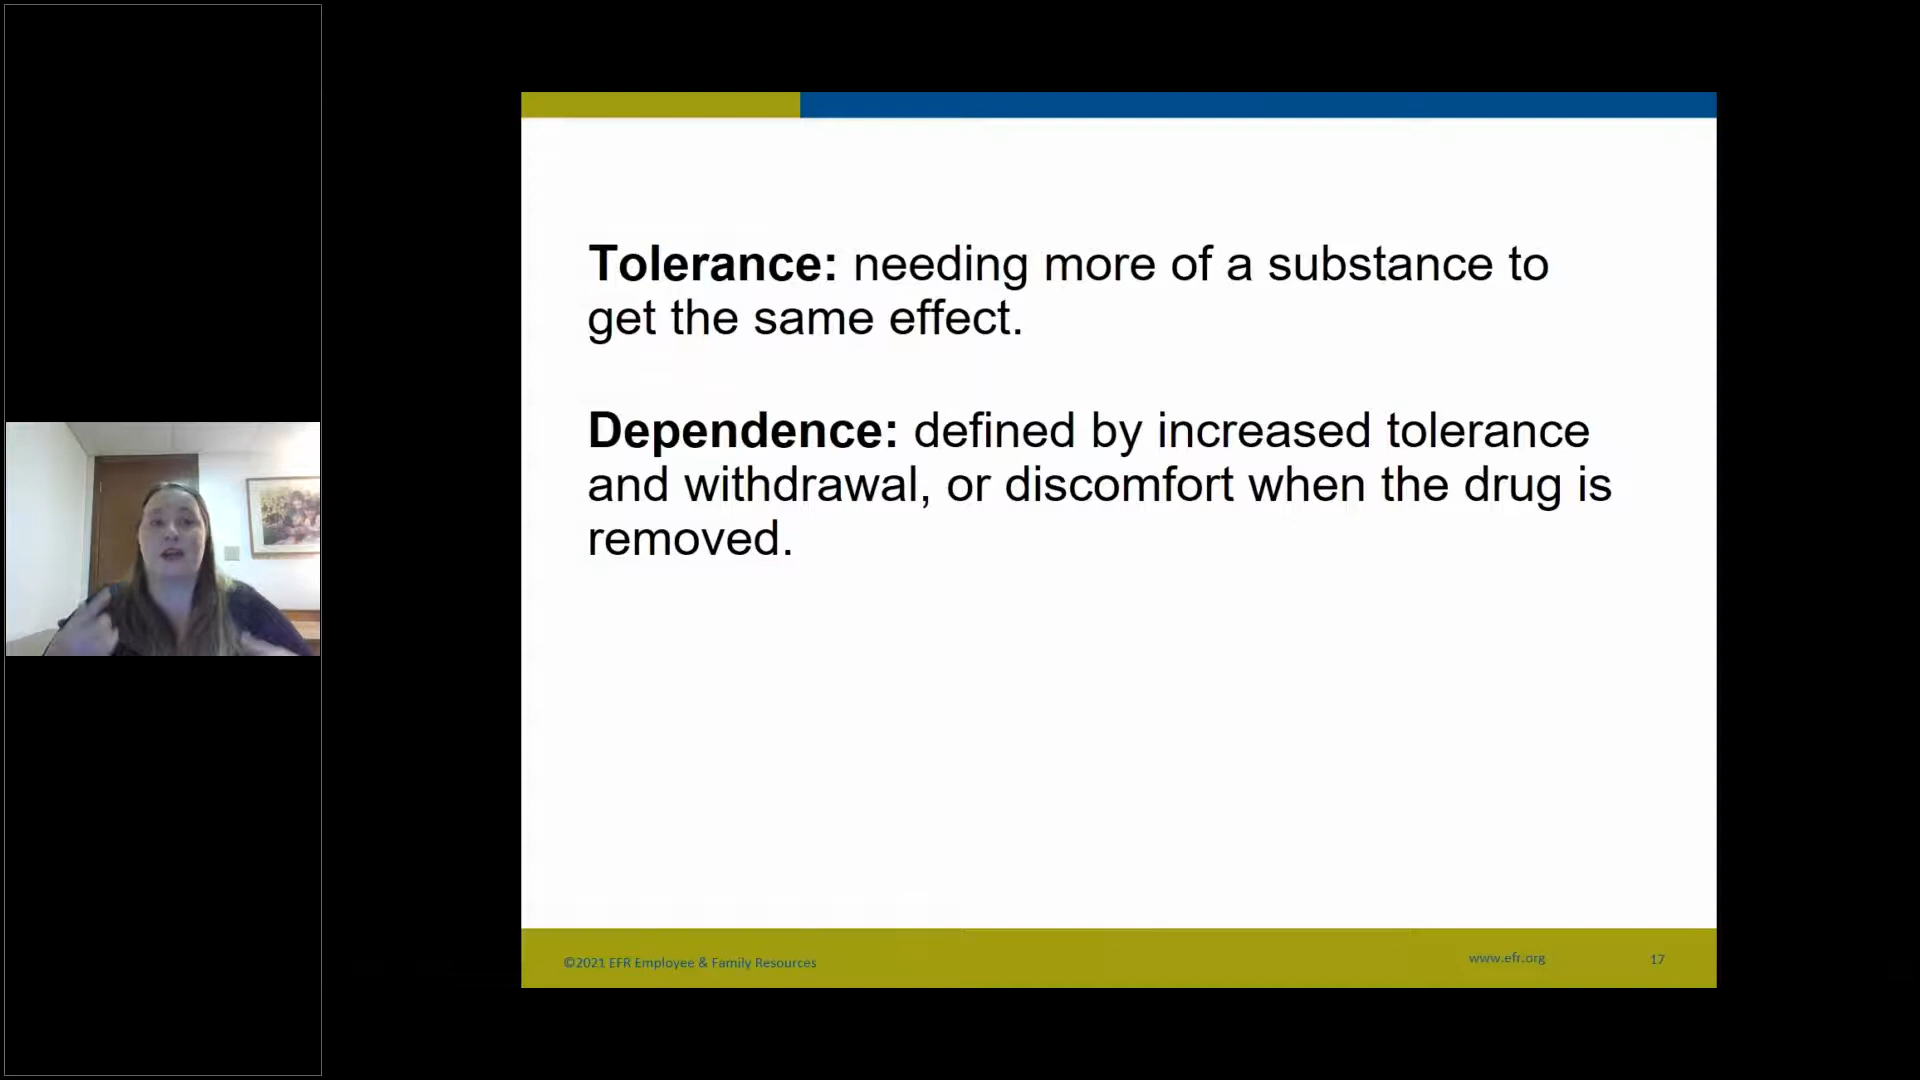 Tolerance: needing more of a substance to
get the same effect.
Dependence: defined by increased tolerance
and withdrawal, or discomfort when the drug is
removed.
©2021 EFR Employee & Family Resources
www.efr.org
17